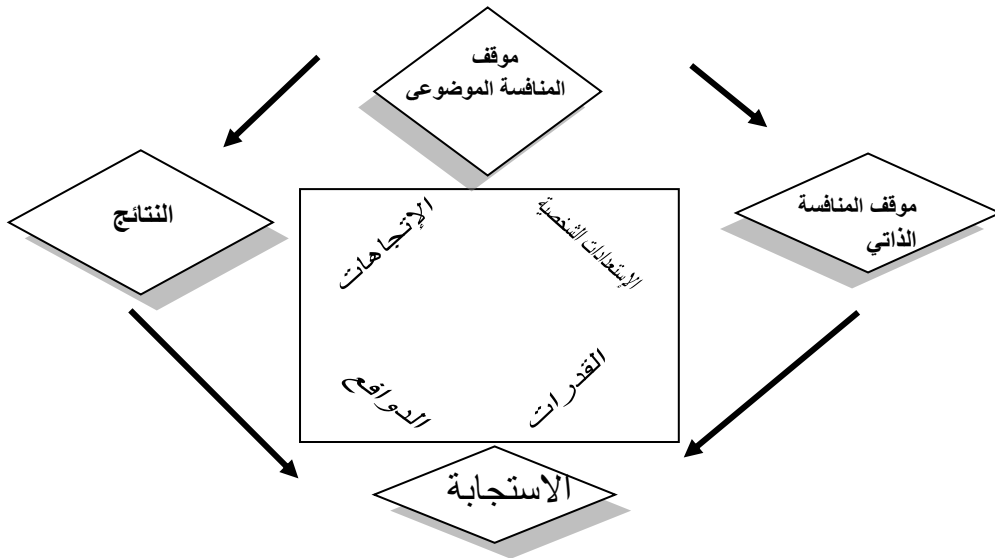 موقف
المنافسة الموضوعى
موقف المنافسة
الذاتي
النتائج
الإستعدادات الشخصية
الإتجاهات
القدرات
الدوافع
الاستجابة